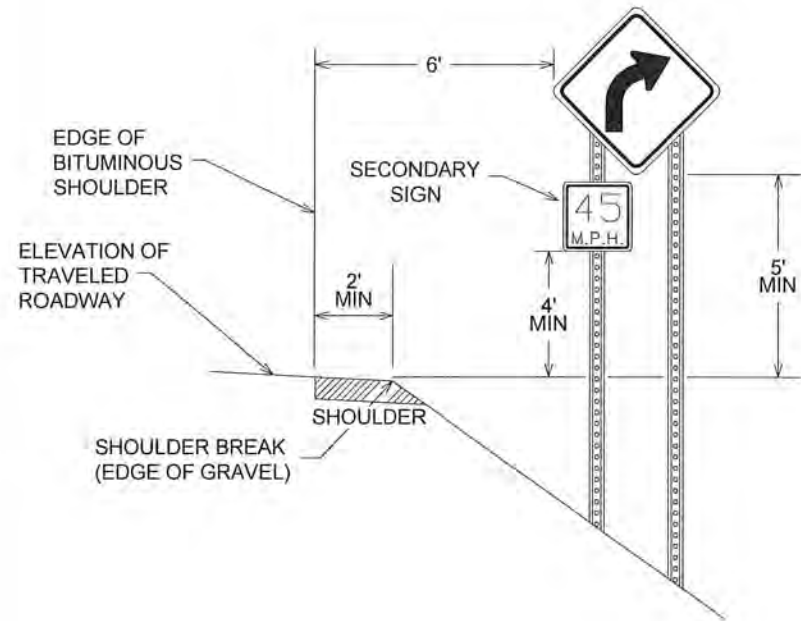 6'
EDGE OF
BITUMINOUS
SHOULDER
SECONDARY
SIGN
45
M.P.H.
ELEVATION OF
TRAVELED
ROADWAY
2'
MIN
4'
MIN
5'
MIN
SHOULDER
SHOULDER BREAK
(EDGE OF GRAVEL)